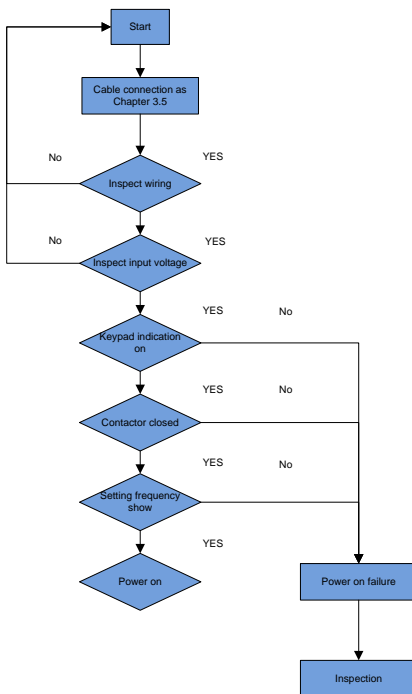 Start
Cable connection as
Chapter 3.5
No
YES
Inspect wiring
No
YES
Inspect input voltage
YES
No
Keypad indication
on
YES
No
Contactor closed
YES
No
Setting frequency
show
YES
Power on
Power on failure
Inspection